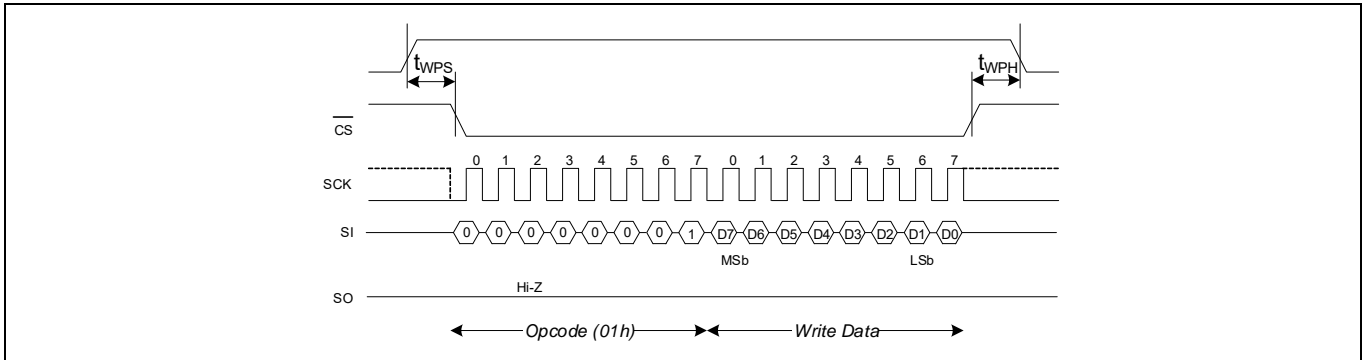 tWPS tWPH
CS
0 1 2 3 4 5 6 7 0 1 2 3 4 5 6 7
SCK
SI 0 0 0 0 0 0 0 1 D7 D6 D5 D4 D3 D2 D1 D0
MSb LSb
Hi-Z
SO
Opcode (01h) Write Data